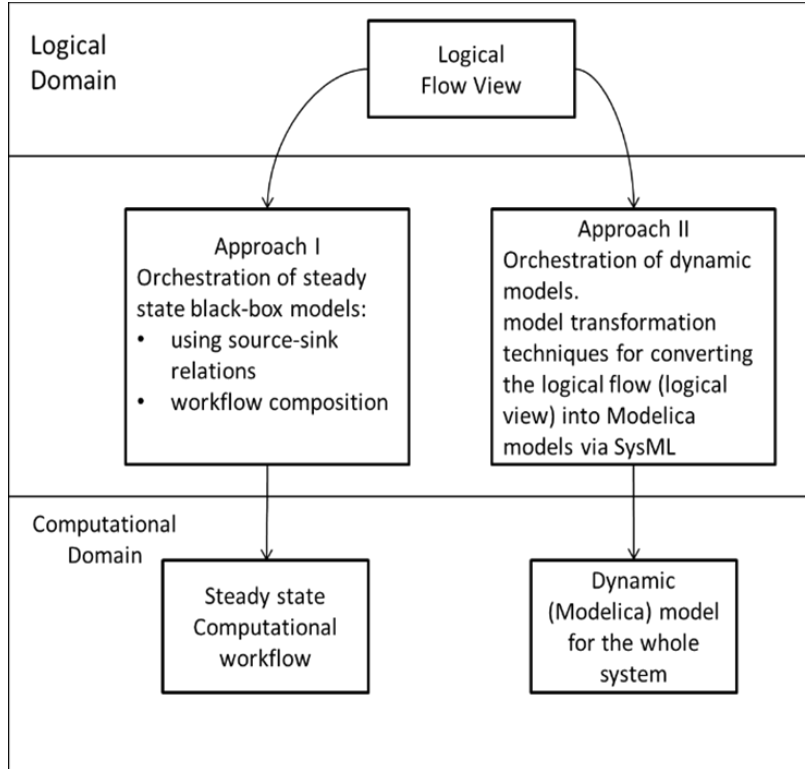 Logical
Domain
Logical
Flow View
Approach I
Orchestration of steady
state black-box models:
• using source-sink
relations
• workflow composition
Approach II
Orchestration of dynamic
models.
model transformation
techniques for converting
the logical flow (logical
view) into Modelica
models via SysML
Computational
Domain
Steady state
Computational
workflow
Dynamic
(Modelica) model
for the whole
system